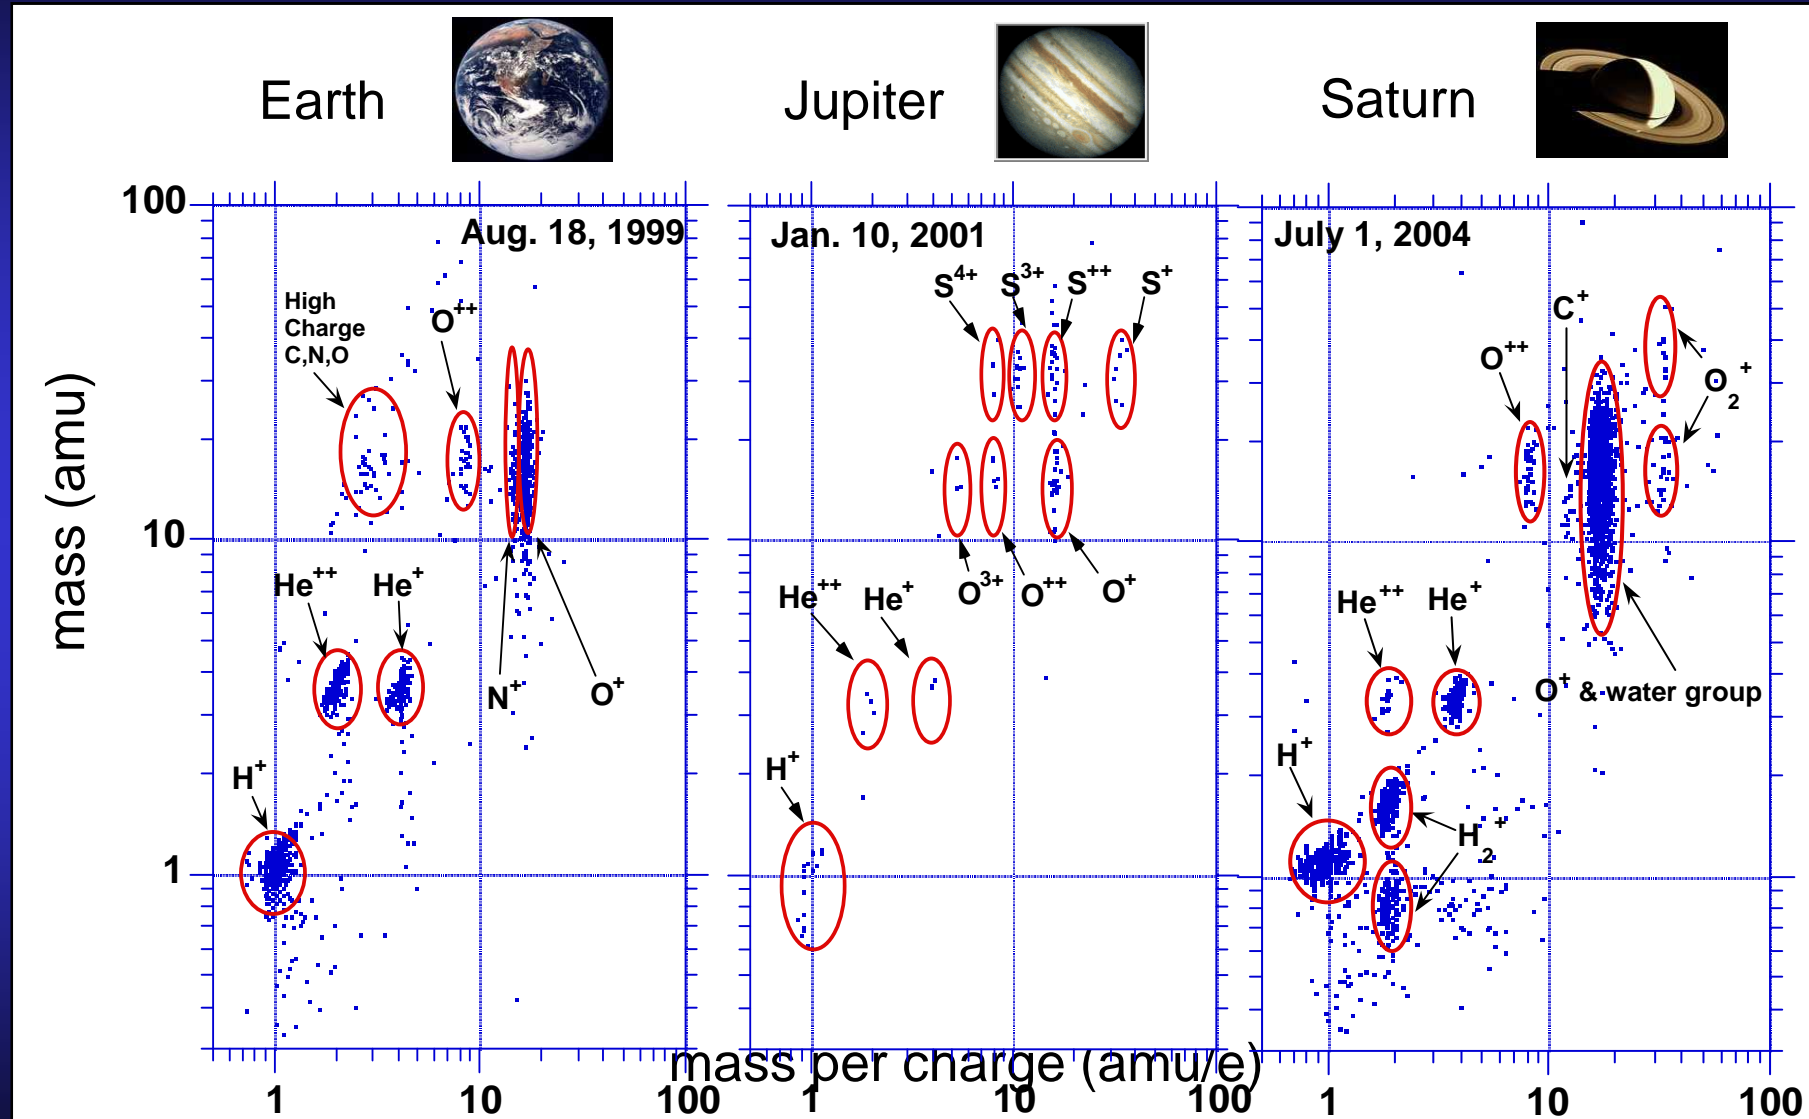 Earth
Jupiter
Saturn
mass (amu)
100
10
1
Aug. 18, 1999
High
Charge
C,N,O
O++
He++
He+
H+
N+
O+
1
10
100
Jan. 10, 2001
S4+
S3+
S++
S+
He++
He+
O3+
O++
O+
H+
1
10
100
July 1, 2004
C+
O++
O2+
He++
He+
O+ & water group
H+
H2+
1
10
100
mass per charge (amu/e)